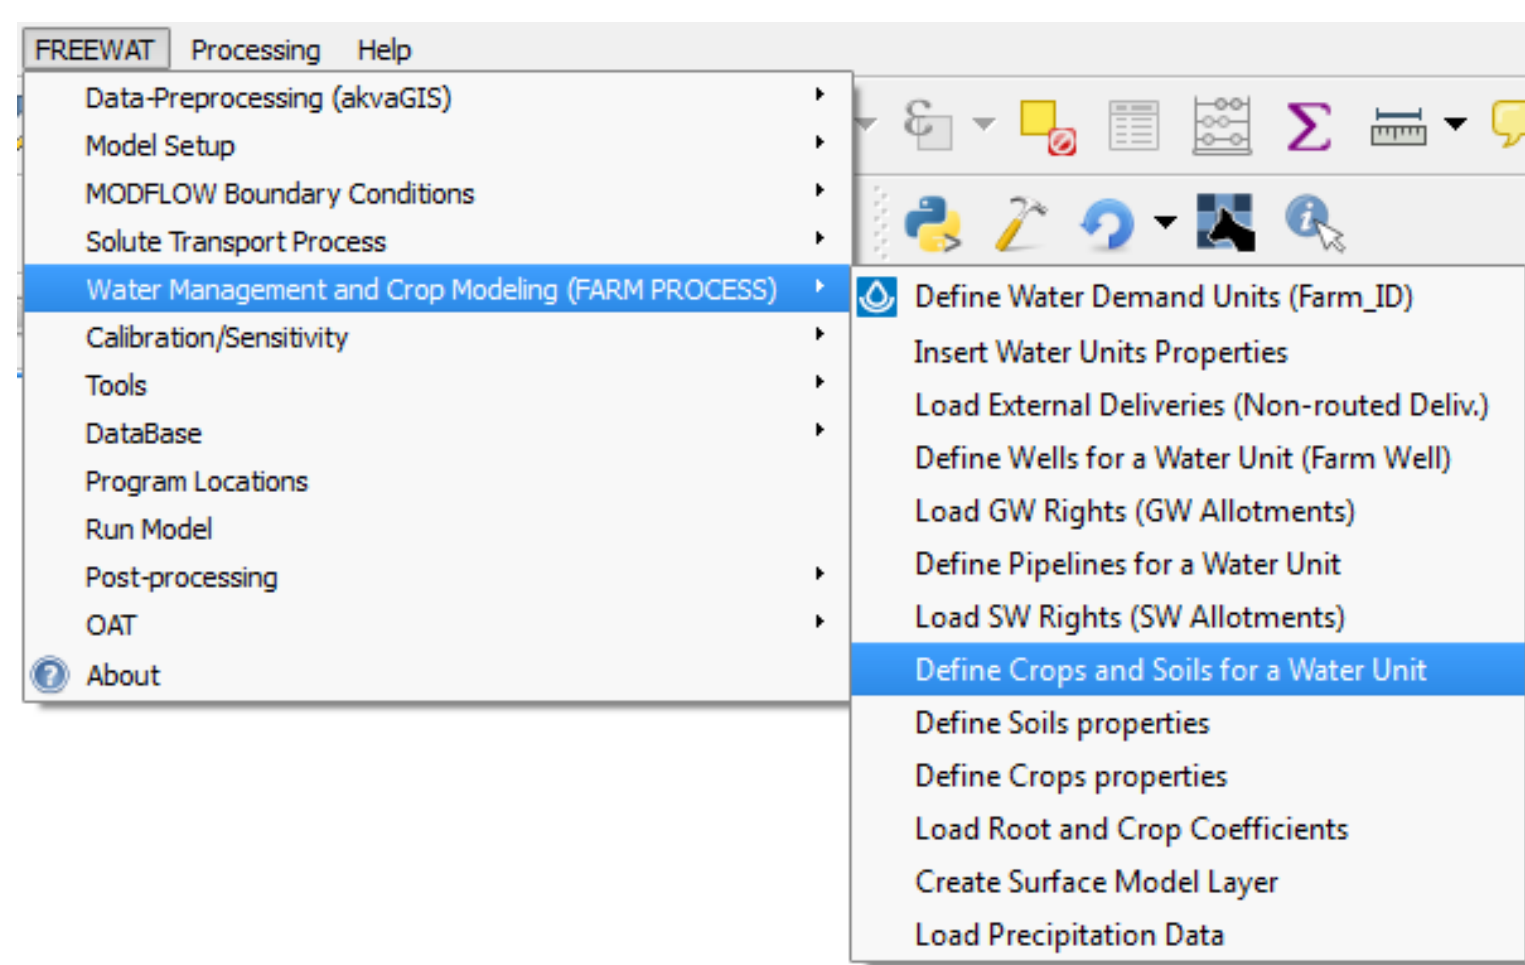 FREEWAT Processing Help
Data-Preprocessing (akvaGIS)
Model Setup
MODFLOW Boundary Conditions
Solute Transport Process
Water Management and Crop Modeling (FARM PROCESS)
Calibration/Sensitivity
Tools
DataBase
Program Locations
Run Model
Post-processing
OAT
About
Define Water Demand Units (Farm_ID)
Insert Water Units Properties
Load External Deliveries (Non-routed Deliv.)
Define Wells for a Water Unit (Farm Well)
Load GW Rights (GW Allotments)
Define Pipelines for a Water Unit
Load SW Rights (SW Allotments)
Define Crops and Soils for a Water Unit
Define Soils properties
Define Crops properties
Load Root and Crop Coefficients
Create Surface Model Layer
Load Precipitation Data